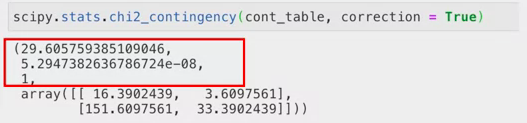 scipy.stats.chi2_contingency(cont_table, correction = True)
(29.605759385109046,
5.2947382636786724e-08,
1,
array([[ 16.3902439,   3.6097561],
[151.6097561,  33.3902439]]))